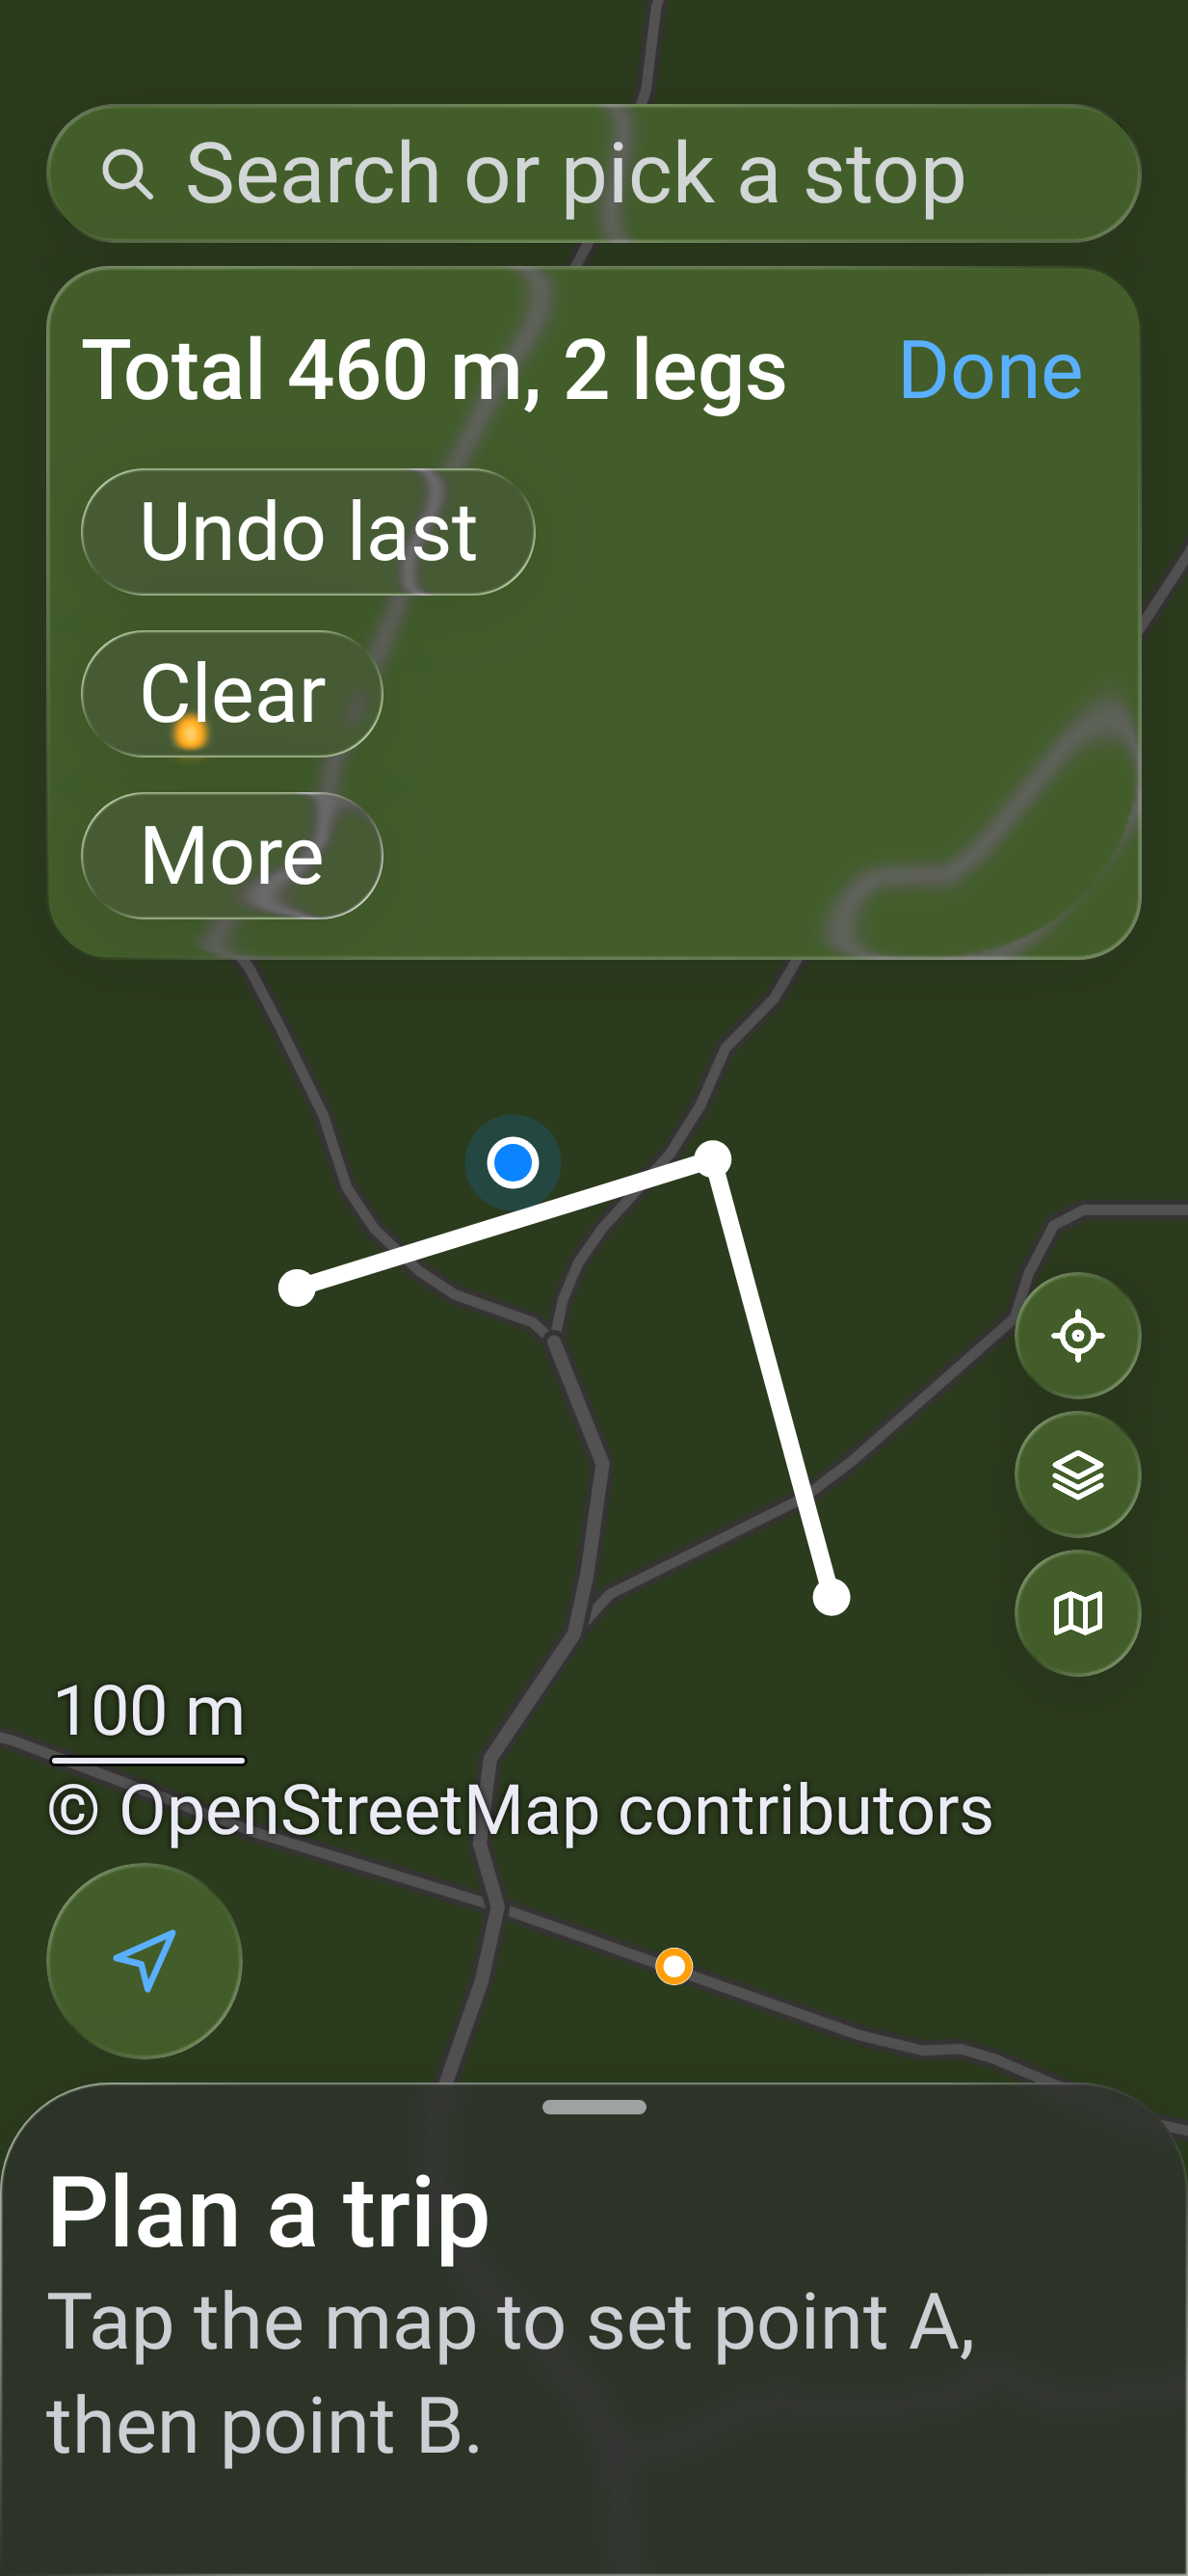 Search or pick a stop
Total 460 m, 2 legs
Done
Undo last
Clear
More
100 m
© OpenStreetMap contributors
Plan a trip
Tap the map to set point A,
then point B.